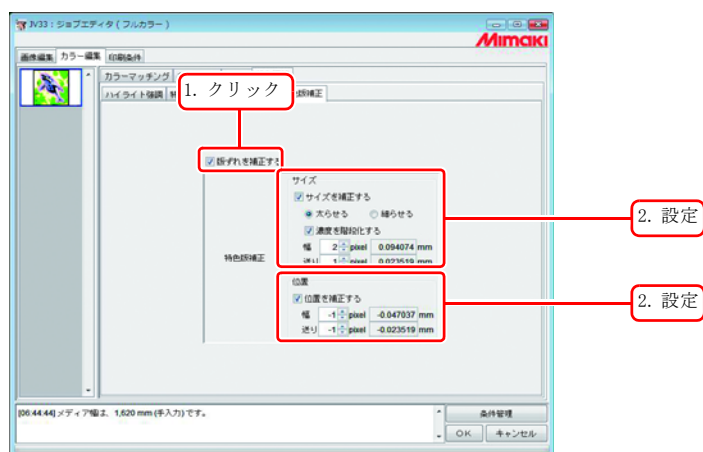 JV33：ジョブエディタ(フルカラー)
Mimaki
画像編集 カラー編集 印刷条件
カラーマッチング
ハイライト強調
版補正
1. クリック
版ずれを補正する
特色版補正
サイズ
サイズを補正する
太らせる 細らせる
濃度を階段化する
幅 2 pixel 0.094074 mm
送り 1 pixel 0.023519 mm
2. 設定
位置
位置を補正する
幅 -1 pixel -0.047037 mm
送り -1 pixel -0.023519 mm
2. 設定
[06:44:44] メディア幅は、1,620 mm (手入力) です。
条件管理
OK キャンセル